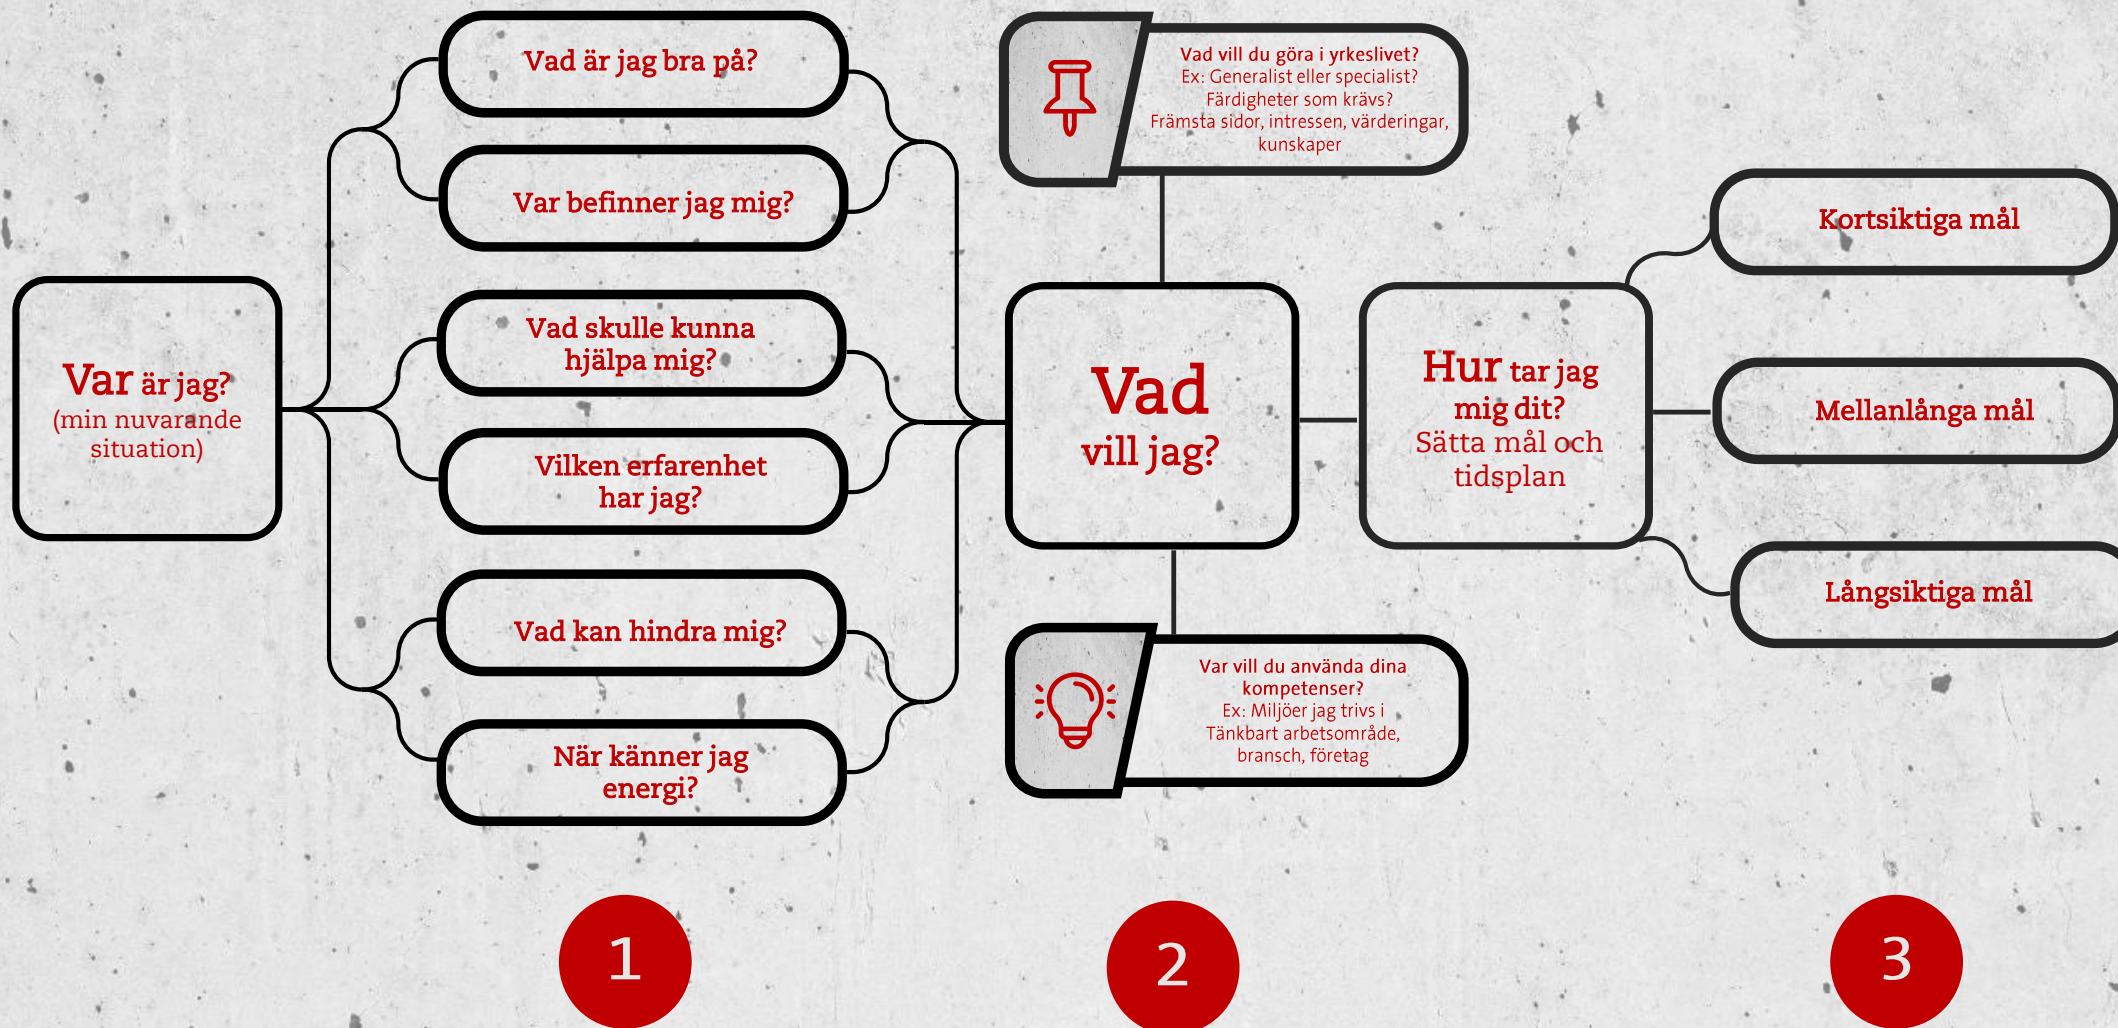 Var är jag?
(min nuvarande
situation)
Vad är jag bra på?
Var befinner jag mig?
Vad skulle kunna
hjälpa mig?
Vilken erfarenhet
har jag?
Vad kan hindra mig?
När känner jag
energi?
1
Vad vill du göra i yrkeslivet?
Ex: Generalist eller specialist?
Färdigheter som krävs?
Främsta sidor, intressen, värderingar,
kunskaper
Vad
vill jag?
Var vill du använda dina
kompetenser?
Ex: Miljöer jag trivs i
Tänkbart arbetsområde,
bransch, företag
2
Hur tar jag
mig dit?
Sätta mål och
tidsplan
Kortsiktiga mål
Mellanlånga mål
Långsiktiga mål
3